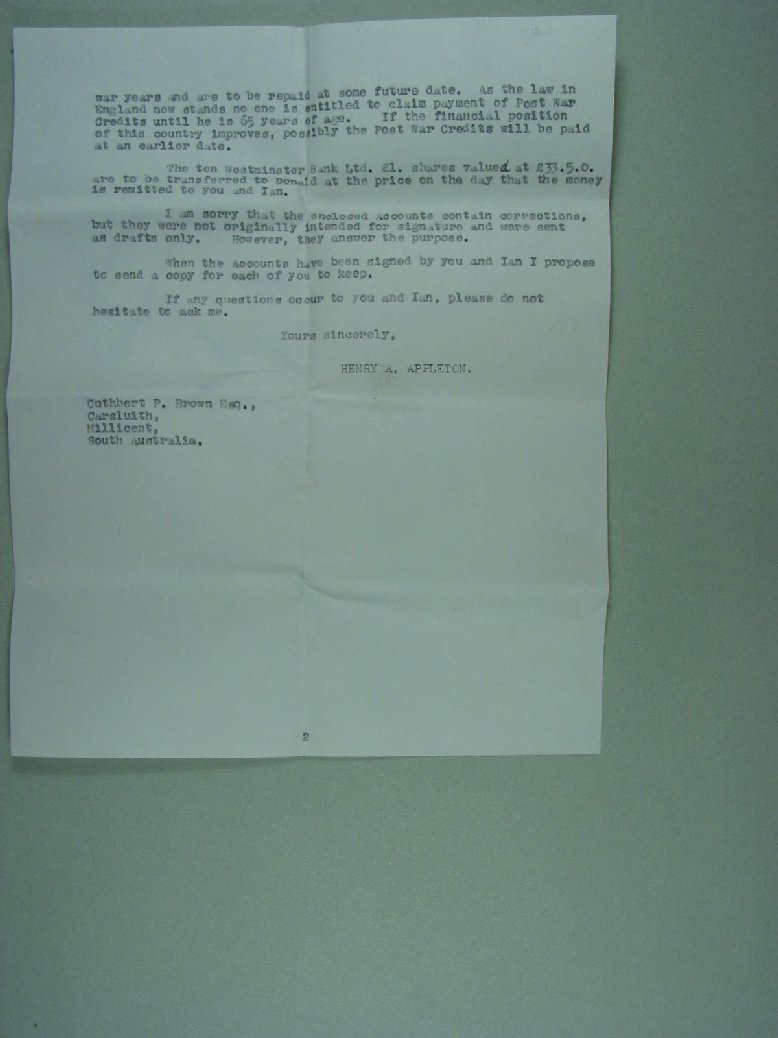 war years and are to be repaid at some future date. As the law in
England now stands no one is entitled to claim payment of Post War
Credits until he is 65 years of age. If the financial position
of this country improves, possibly the Post War Credits will be paid
at an earlier date.
The ten Westminster Bank Ltd. £1. shares valued at £33.5.0.
are to be transferred to Donald at the price on the day that the money
is remitted to you and Ian.
I am sorry that the enclosed accounts contain corrections,
but they were not originally intended for signature and were sent
as drafts only. However, they answer the purpose.
When the accounts have been signed by you and Ian I propose
to send a copy for each of you to keep.
If any questions occur to you and Ian, please do not
hesitate to ask me.
Yours sincerely,
HENRY A. APPLETON.
Cuthbert P. Brown Esq.,
Carsluith,
Millicent,
South Australia.
2